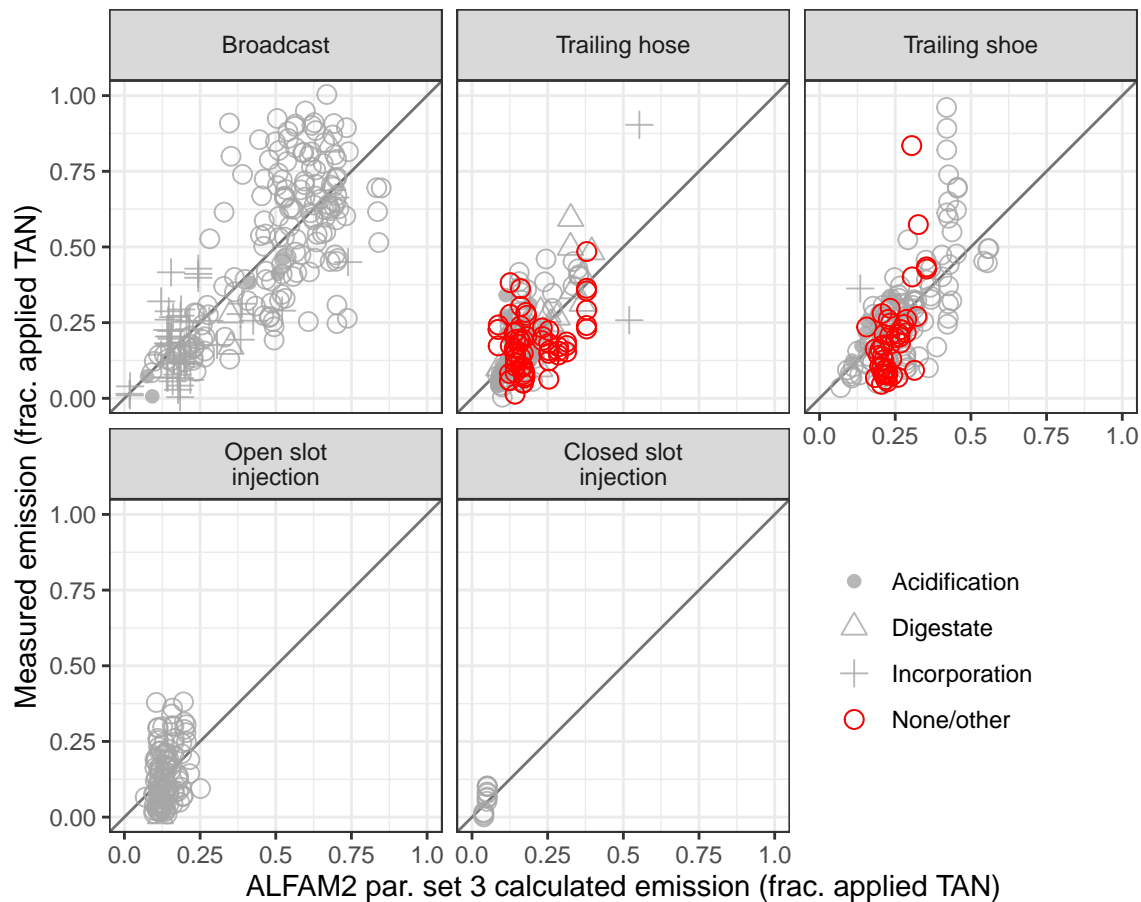 Broadcast
Trailing hose
Trailing shoe
1.00
0.75
0.50
0.25
0.00
0.0 0.25 0.50 0.75 1.0
Open slot
injection
Closed slot
injection
1.00
0.75
0.50
0.25
0.00
0.0 0.25 0.50 0.75 1.0
0.0 0.25 0.50 0.75 1.0
Acidification
Digestate
Incorporation
None/other
Measured emission (frac. applied TAN)
ALFAM2 par. set 3 calculated emission (frac. applied TAN)